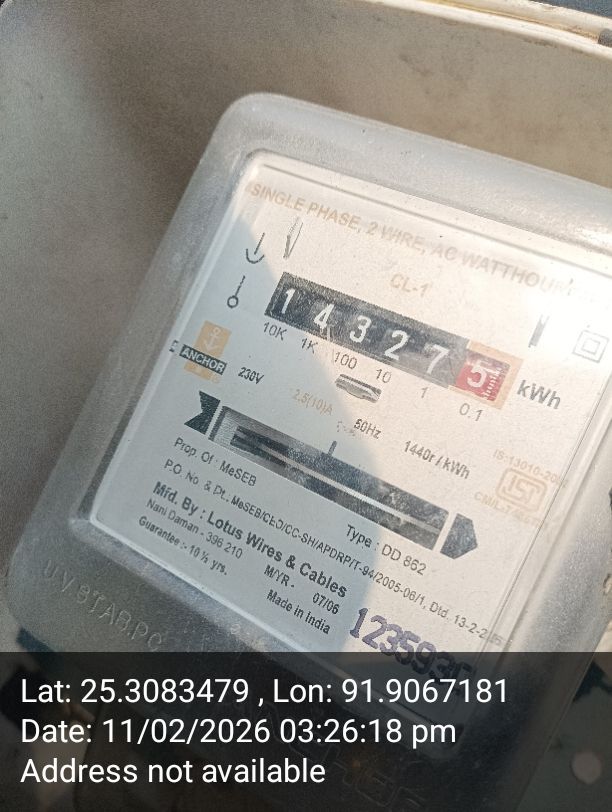 SINGLE PHASE, 2 WIRE, AC WATTHOUR
CL-1
1 4 3 2 7 5 kWh
10K 1K 100 10 1 0.1
ANCHOR
230V 2.5(10)A 50Hz 1440r / kWh
IS-13010-
Prop. Of : MeSEB
Type : DD 862
P.O. No. & Dt.: MeSEB/CEO/CC-SH/APDRP/T-94/2005-06/1, Dtd.
Mfd. By : Lotus Wires & Cables
Nani Daman - 396 210
M/YR.- 07/06
Guarantee :- 10 ½ yrs.
Made in India
Lat: 25.3083479 , Lon: 91.9067181
Date: 11/02/2026 03:26:18 pm
Address not available